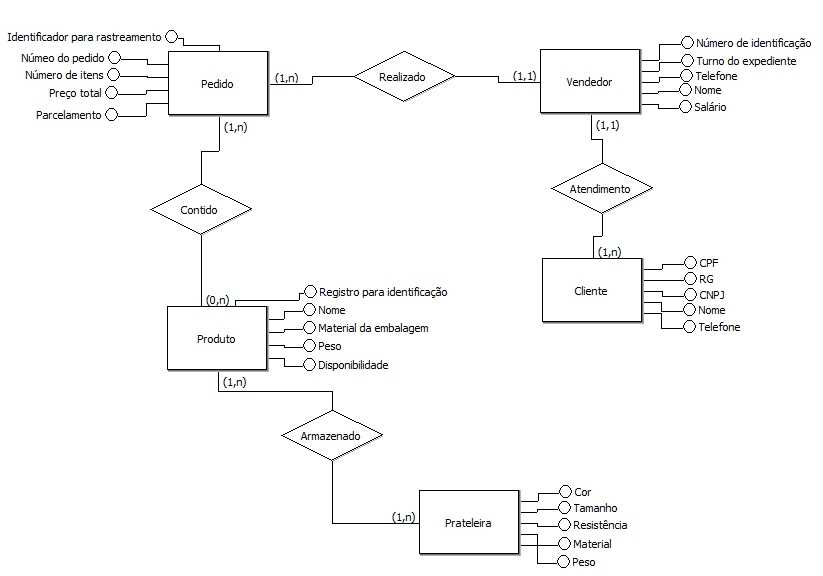 Identificador para rastreamento
Númeo do pedido
Número de itens
Preço total
Parcelamento
Pedido
(1,n)
(1,n)
Realizado
(1,1)
Vendedor
Número de identificação
Turno do expediente
Telefone
Nome
Salário
(1,1)
Atendimento
(1,n)
Cliente
CPF
RG
CNPJ
Nome
Telefone
Contido
(0,n)
Produto
Registro para identificação
Nome
Material da embalagem
Peso
Disponibilidade
(1,n)
Armazenado
(1,n)
Prateleira
Cor
Tamanho
Resistência
Material
Peso